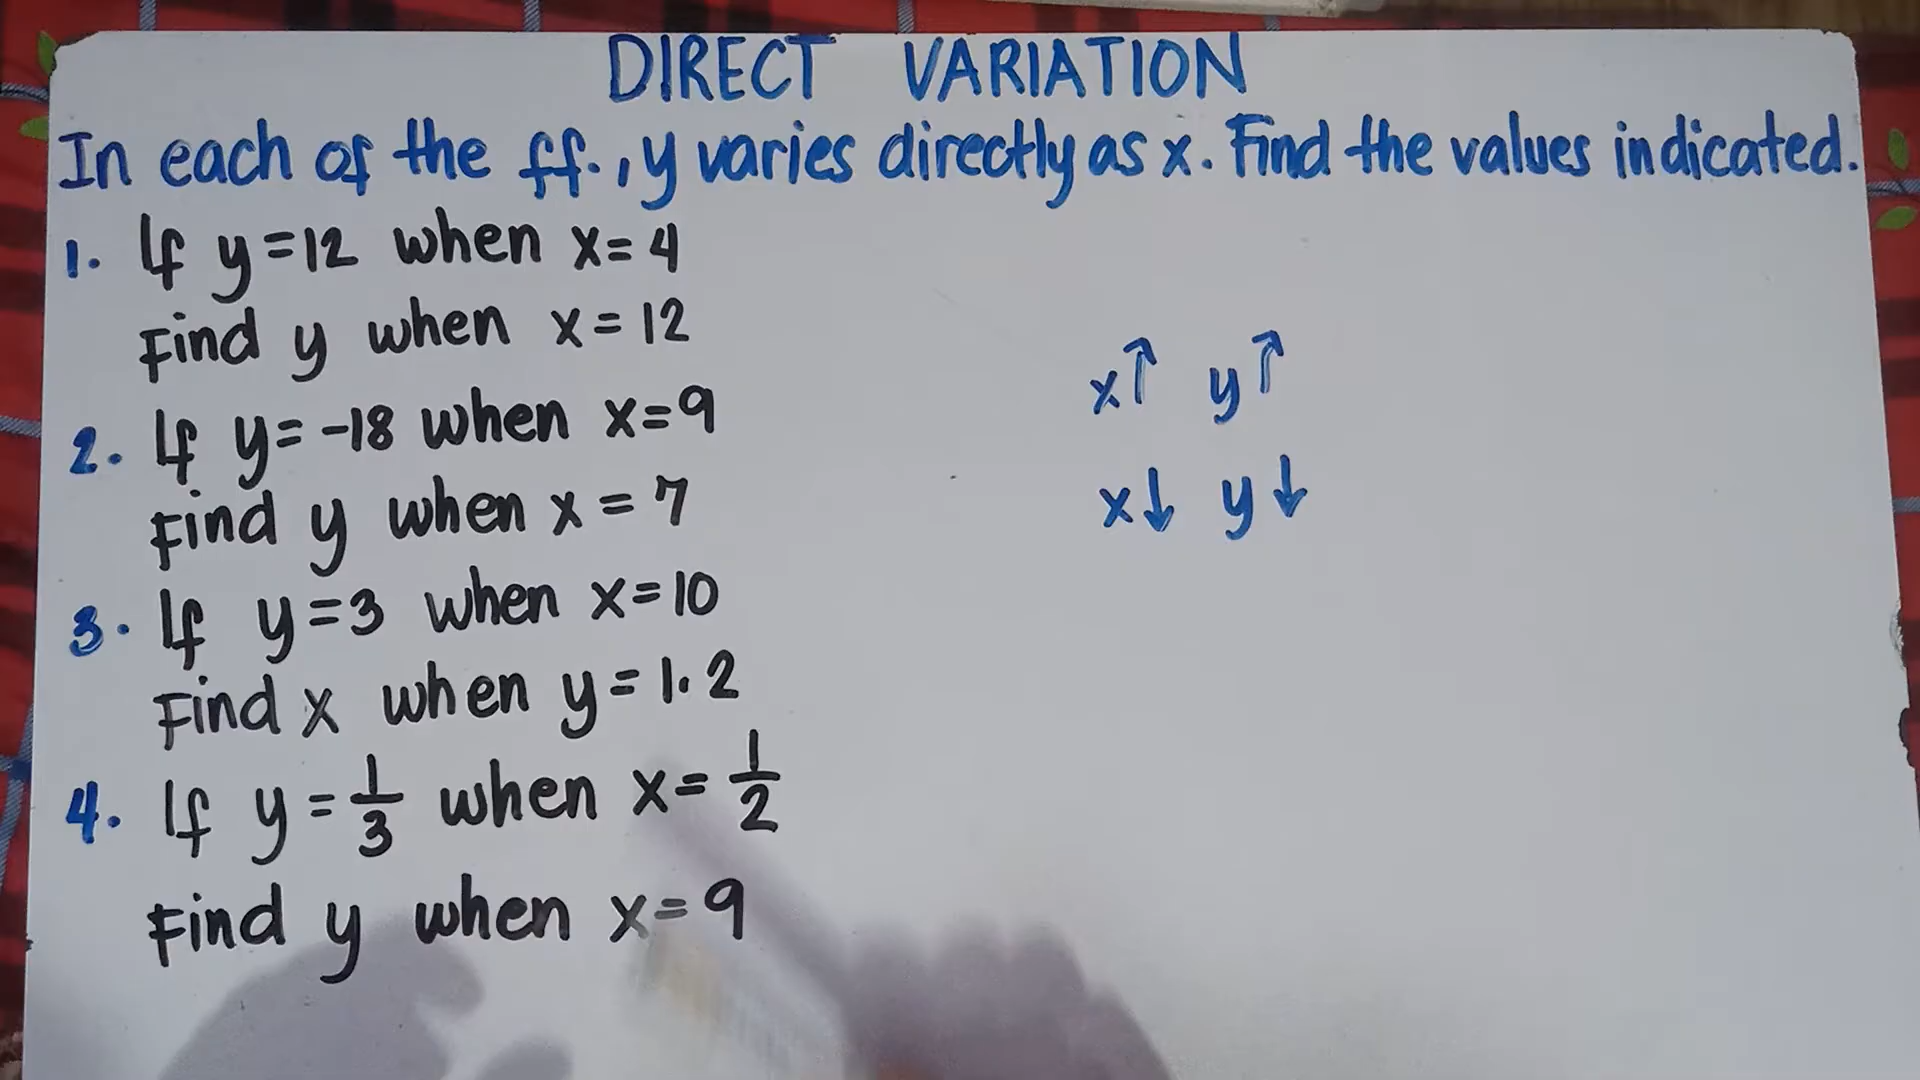 DIRECT VARIATION
In each of the ff., y varies directly as x. Find the values indicated.
1. If y=12 when x=4
Find y when x=12
x↑ y↑
2. If y=-18 when x=9
Find y when x=7
x↓ y↓
3. If y=3 when x=10
Find x when y=1.2
4. If y=1/3 when x=1/2
Find y when x=9